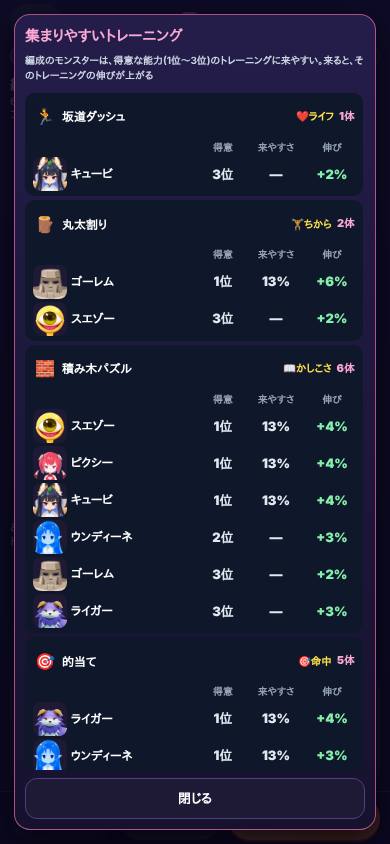 集まりやすいトレーニング
編成のモンスターは、得意な能力(1位〜3位)のトレーニングに来やすい。来ると、そ
のトレーニングの伸びが上がる
坂道ダッシュ ライフ 1体
得意 来やすさ 伸び
キュービ 3位 — +2%
丸太割り ちから 2体
得意 来やすさ 伸び
ゴーレム 1位 13% +6%
スエゾー 3位 — +2%
積み木パズル かしこさ 6体
得意 来やすさ 伸び
スエゾー 1位 13% +4%
ピクシー 1位 13% +4%
キュービ 1位 13% +4%
ウンディーネ 2位 — +3%
ゴーレム 3位 — +2%
ライガー 3位 — +3%
的当て 命中 5体
得意 来やすさ 伸び
ライガー 1位 13% +4%
ウンディーネ 1位 13% +3%
閉じる